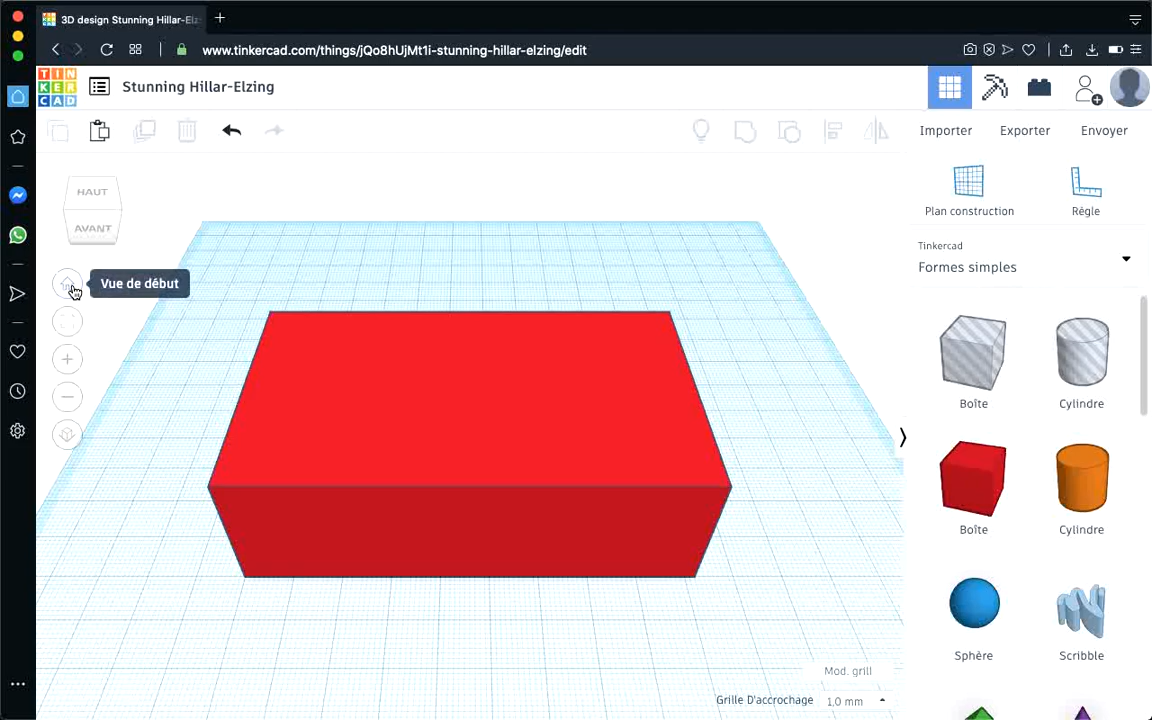 3D design Stunning Hillar-Elz
www.tinkercad.com/things/jQo8hUjMt1i-stunning-hillar-elzing/edit
TIN
KER
CAD
Stunning Hillar-Elzing
Importer
Exporter
Envoyer
HAUT
AVANT
Plan construction
Règle
Tinkercad
Formes simples
Vue de début
Boîte
Cylindre
Boîte
Cylindre
Sphère
Scribble
Mod. grill
Grille D'accrochage
1,0 mm